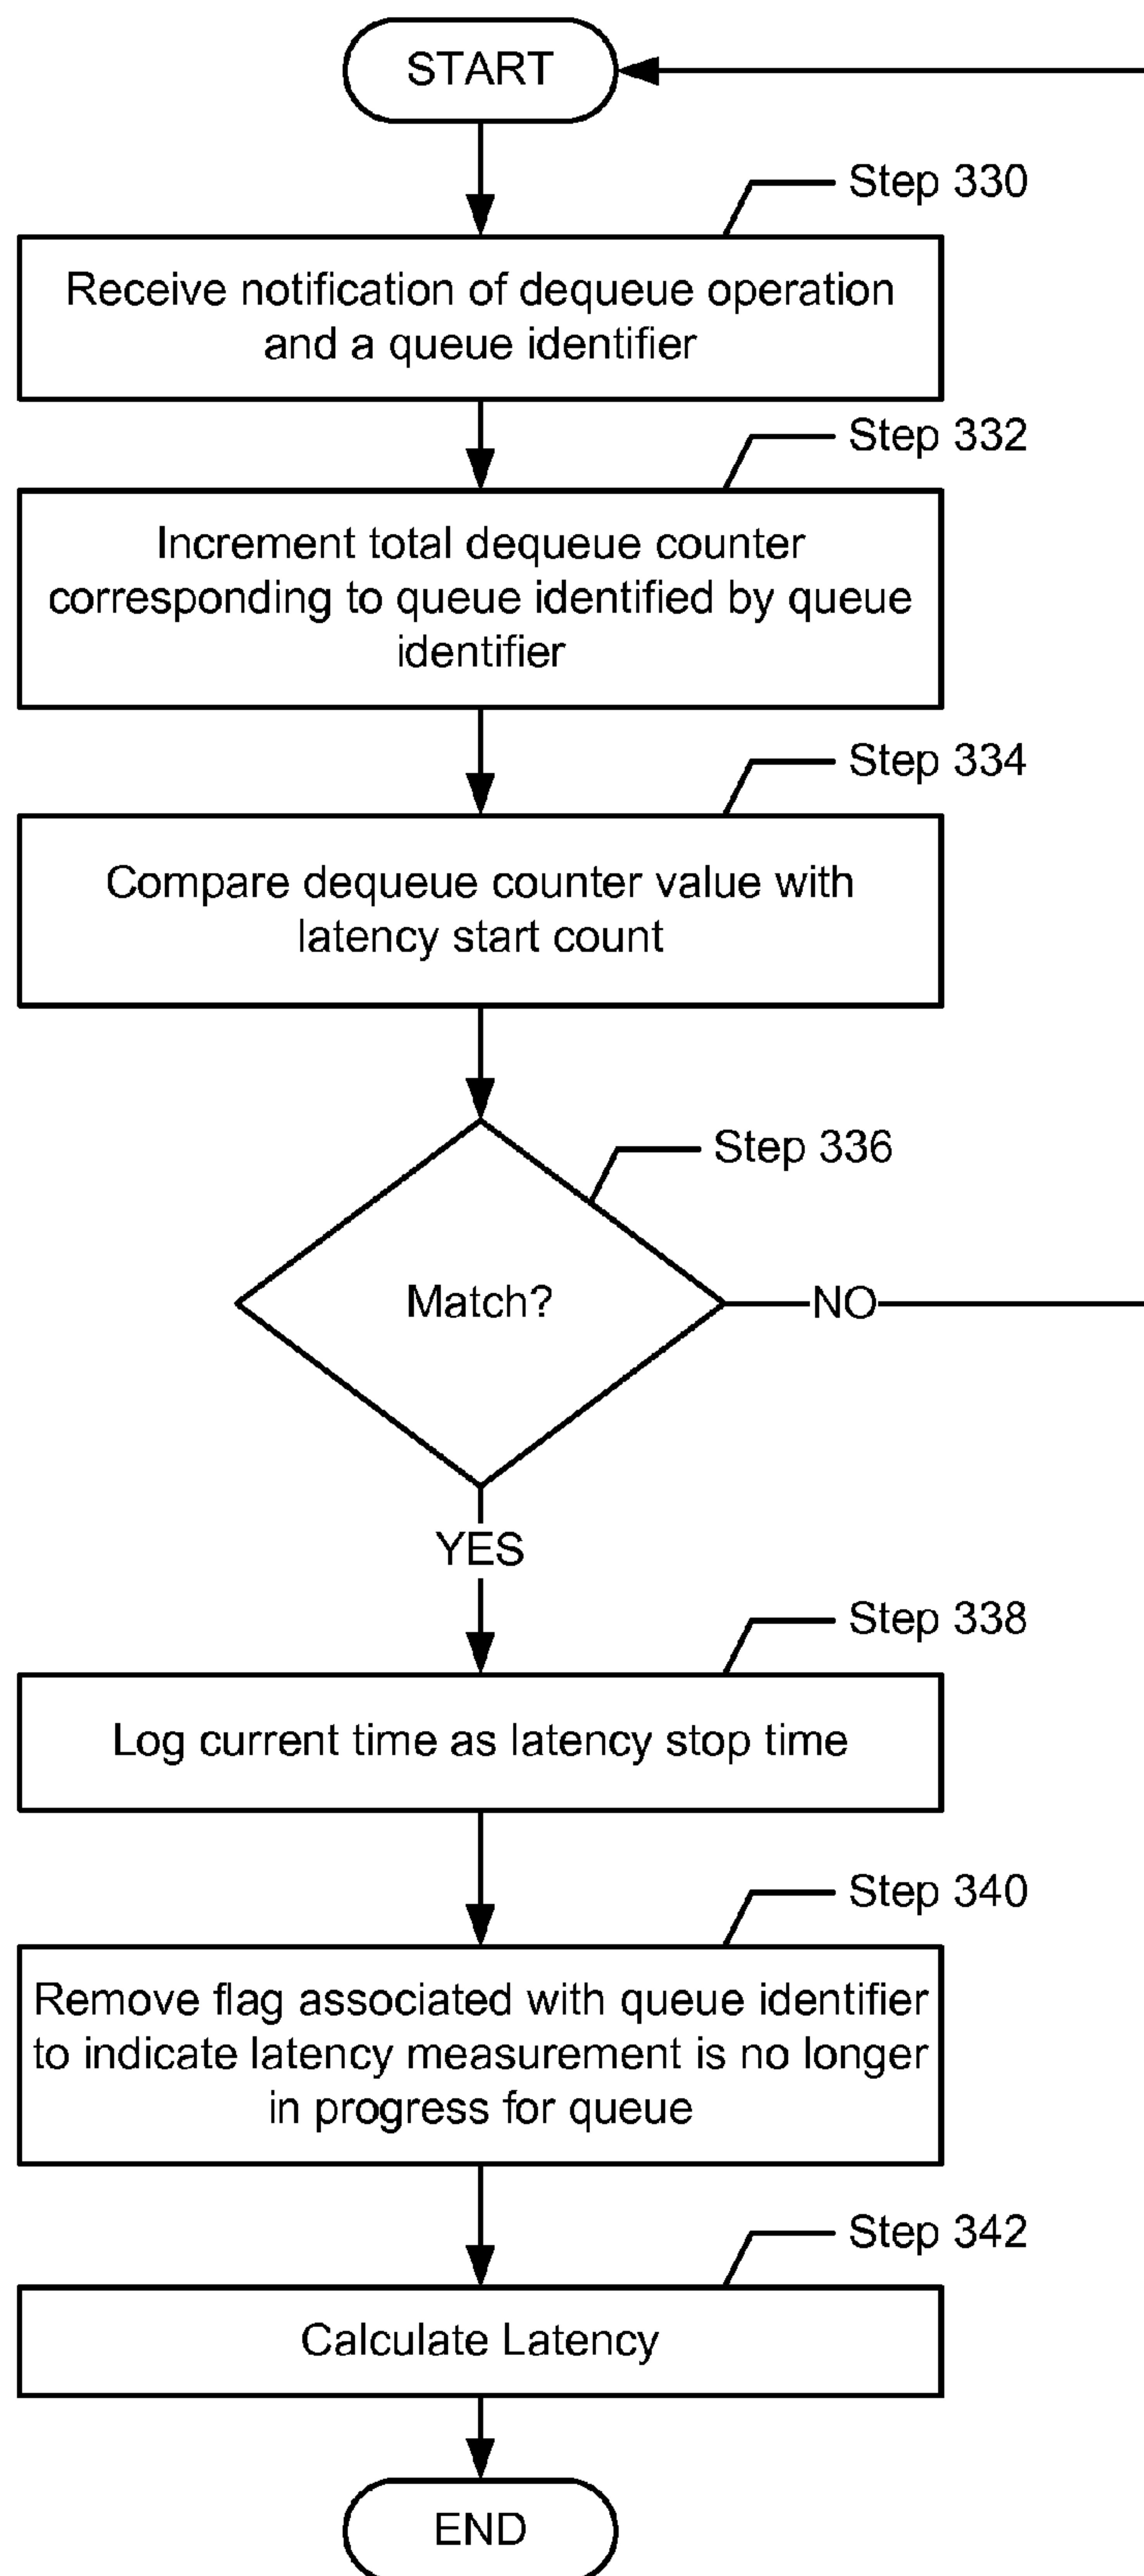 START
Step 330
Receive notification of dequeue operation
and a queue identifier
Step 332
Increment total dequeue counter
corresponding to queue identified by queue
identifier
Step 334
Compare dequeue counter value with
latency start count
Step 336
Match?
NO
YES
Step 338
Log current time as latency stop time
Step 340
Remove flag associated with queue identifier
to indicate latency measurement is no longer
in progress for queue
Step 342
Calculate Latency
END